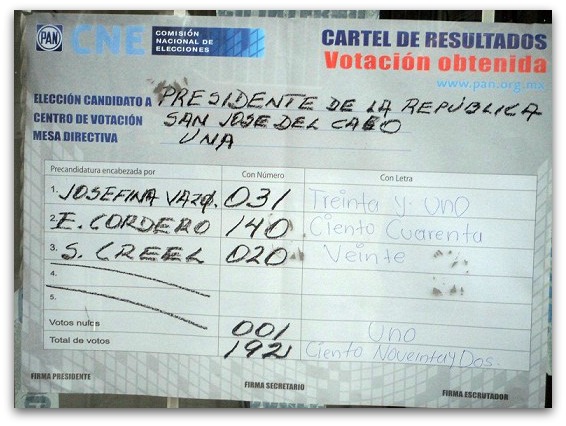 PAN CNE COMISIÓN NACIONAL DE ELECCIONES
CARTEL DE RESULTADOS
Votación obtenida
www.pan.org.mx
ELECCIÓN CANDIDATO A PRESIDENTE DE LA REPÚBLICA
CENTRO DE VOTACIÓN SAN JOSE DEL CABO
MESA DIRECTIVA UNA
Precandidatura encabezada por Con Número Con Letra
1. JOSEFINA VAZQ. 031 Treinta y uno
2. E. CORDERO 140 Ciento Cuarenta
3. S. CREEL 020 Veinte
4.
5.
Votos nulos 001 Uno
Total de votos 192 Ciento NoveintayDos.
FIRMA PRESIDENTE FIRMA SECRETARIO FIRMA ESCRUTADOR